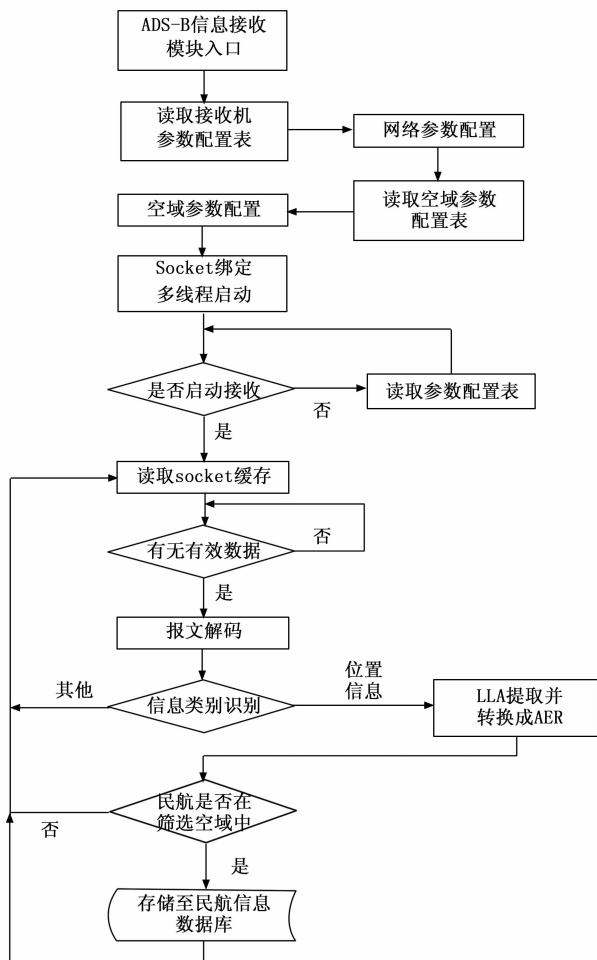 ADS-B信息接收
模块入口
读取接收机
参数配置表
网络参数配置
空域参数配置
读取空域参数
配置表
Socket绑定
多线程启动
是否启动接收
否
读取参数配置表
是
读取socket缓存
有无有效数据
否
是
报文解码
其他
信息类别识别
位置
信息
LLA提取并
转换成AER
民航是否在
筛选空域中
否
是
存储至民航信息
数据库